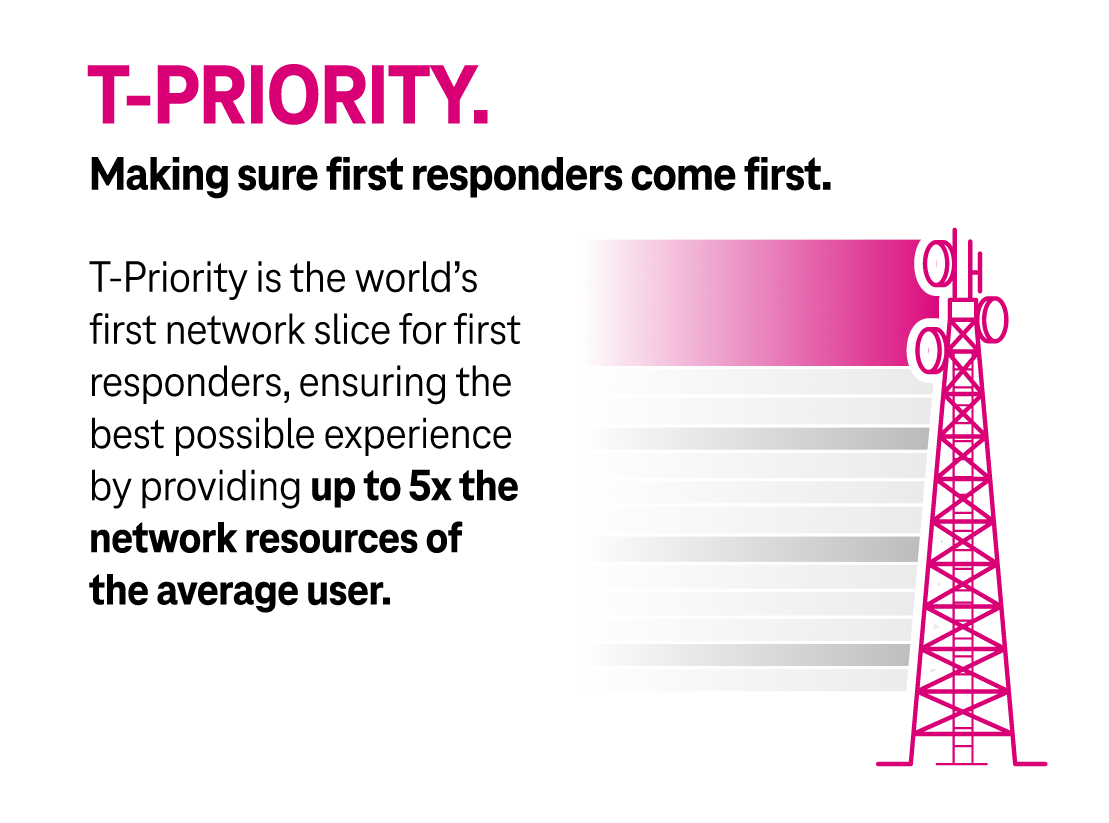 T-PRIORITY.
Making sure first responders come first.
T-Priority is the world’s
first network slice for first
responders, ensuring the
best possible experience
by providing up to 5x the
network resources of
the average user.